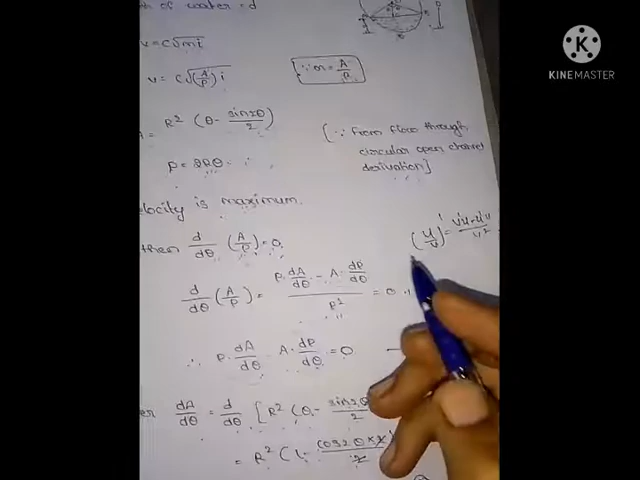 th of water = d
K
KINEMASTER
v = C√mi
v = C√(A/P) i
∵ m = A/P
= R² (θ - sin2θ/2)
P = 2Rθ
[∵ from flow through
circular open channel
derivation]
locity is maximum.
then d/dθ (A/P) = 0.
(u/v)' = vu'-u'v/v²
d/dθ (A/P) = P. dA/dθ - A. dP/dθ / P² = 0
∴ P. dA/dθ A. dP/dθ = 0
dA/dθ = d/dθ [R² (θ - sin2θ/2
= R² (1 - cos2θ×2/2